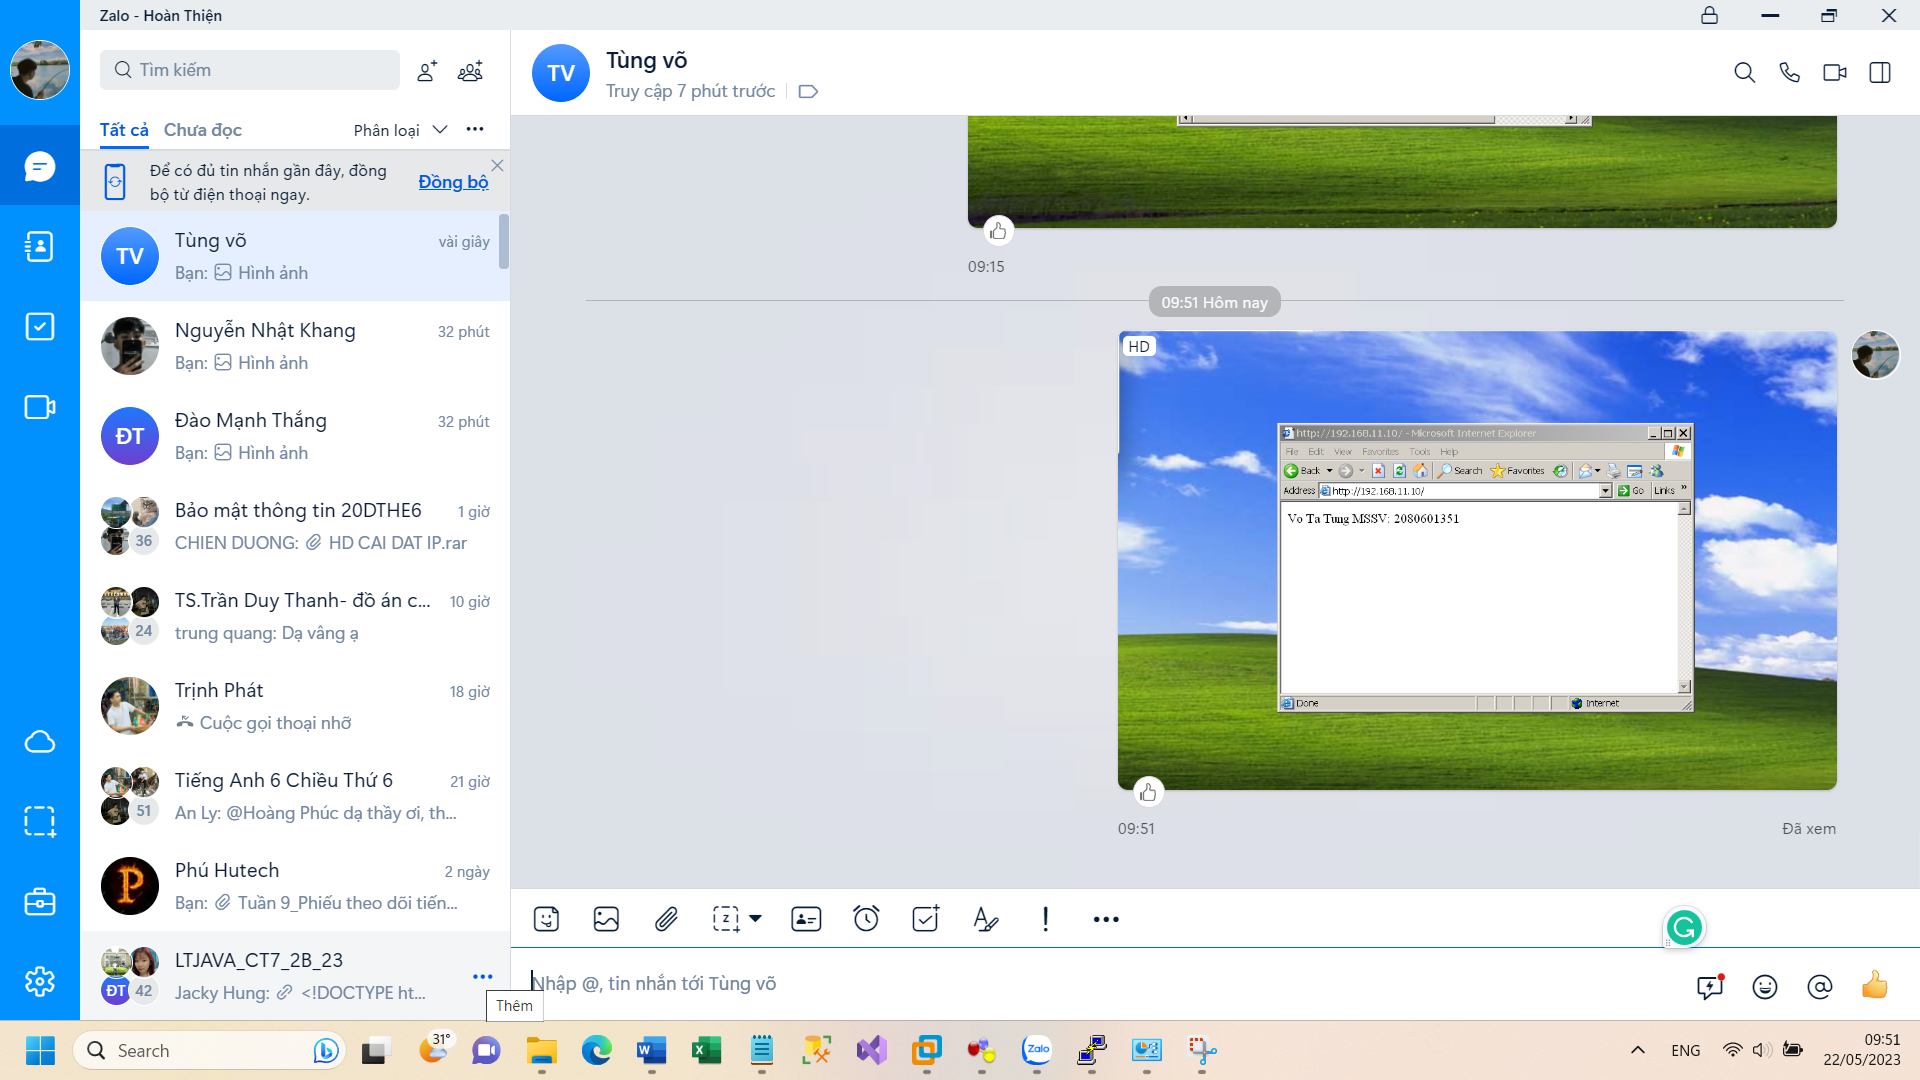 Zalo - Hoàn Thiện
Tìm kiếm
Tất cả Chưa đọc Phân loại
Để có đủ tin nhắn gần đây, đồng
bộ từ điện thoại ngay.
Đồng bộ
TV
Tùng võ
vài giây
Bạn: Hình ảnh
Nguyễn Nhật Khang
32 phút
Bạn: Hình ảnh
ĐT
Đào Mạnh Thắng
32 phút
Bạn: Hình ảnh
36
Bảo mật thông tin 20DTHE6
1 giờ
CHIEN DUONG: HD CAI DAT IP.rar
24
TS.Trần Duy Thanh- đồ án c...
10 giờ
trung quang: Dạ vâng ạ
Trịnh Phát
18 giờ
Cuộc gọi thoại nhỡ
51
Tiếng Anh 6 Chiều Thứ 6
21 giờ
An Ly: @Hoàng Phúc dạ thầy ơi, th...
Phú Hutech
2 ngày
Bạn: Tuần 9_Phiếu theo dõi tiến...
ĐT 42
LTJAVA_CT7_2B_23
Jacky Hung: <!DOCTYPE ht...
Thêm
TV
Tùng võ
Truy cập 7 phút trước
09:15
09:51 Hôm nay
HD
http://192.168.11.10/ - Microsoft Internet Explorer
File Edit View Favorites Tools Help
Back Search Favorites
Address http://192.168.11.10/ Go Links »
Vo Ta Tung MSSV: 2080601351
Done Internet
09:51
Đã xem
Nhập @, tin nhắn tới Tùng võ
Search
31°
Zalo
ENG
09:51
22/05/2023